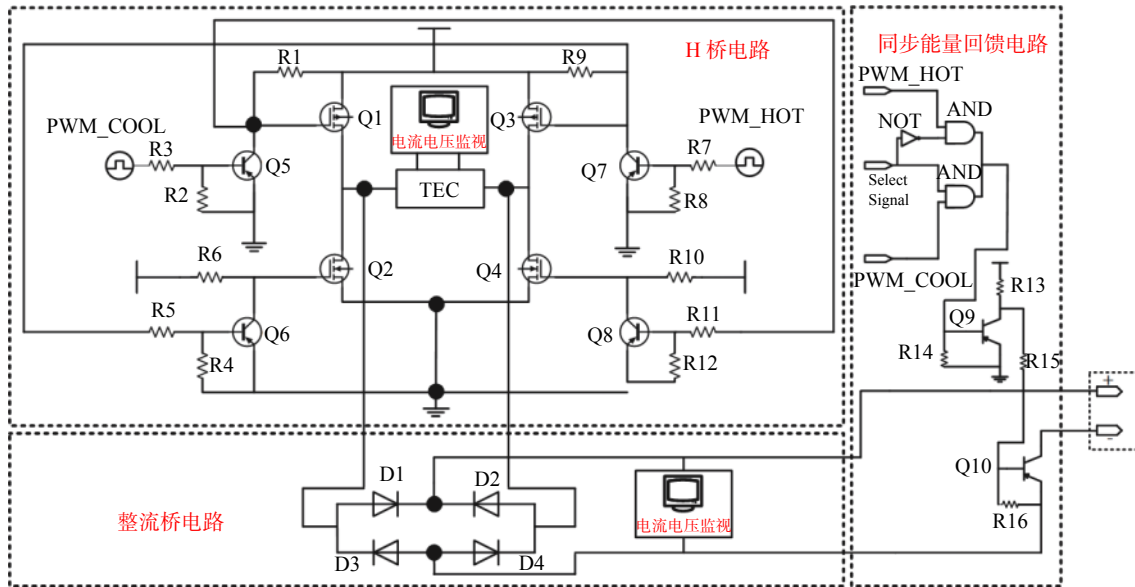 H 桥电路
同步能量回馈电路
R1
R9
PWM_HOT
AND
Q1
Q3
PWM_COOL
电流电压监视
PWM_HOT
NOT
R3
Q5
Q7
R7
AND
R2
TEC
R8
Select
Signal
R6
Q2
Q4
R10
PWM_COOL
R13
R5
Q6
Q8
R11
Q9
R4
R12
R14
R15
+
-
D1
D2
Q10
整流桥电路
电流电压监视
R16
D3
D4